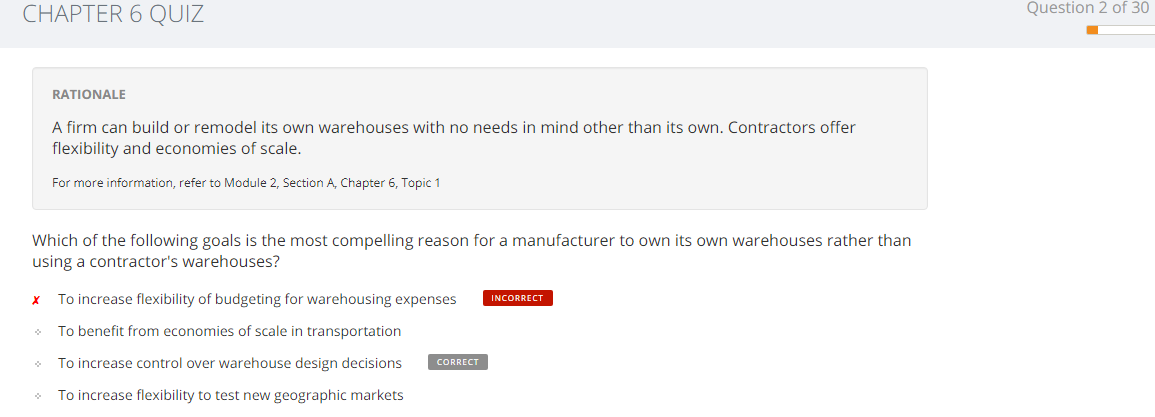 CHAPTER 6 QUIZ
Question 2 of 30
RATIONALE
A firm can build or remodel its own warehouses with no needs in mind other than its own. Contractors offer
flexibility and economies of scale.
For more information, refer to Module 2, Section A, Chapter 6, Topic 1
Which of the following goals is the most compelling reason for a manufacturer to own its own warehouses rather than
using a contractor's warehouses?
✗ To increase flexibility of budgeting for warehousing expenses INCORRECT
To benefit from economies of scale in transportation
To increase control over warehouse design decisions CORRECT
To increase flexibility to test new geographic markets